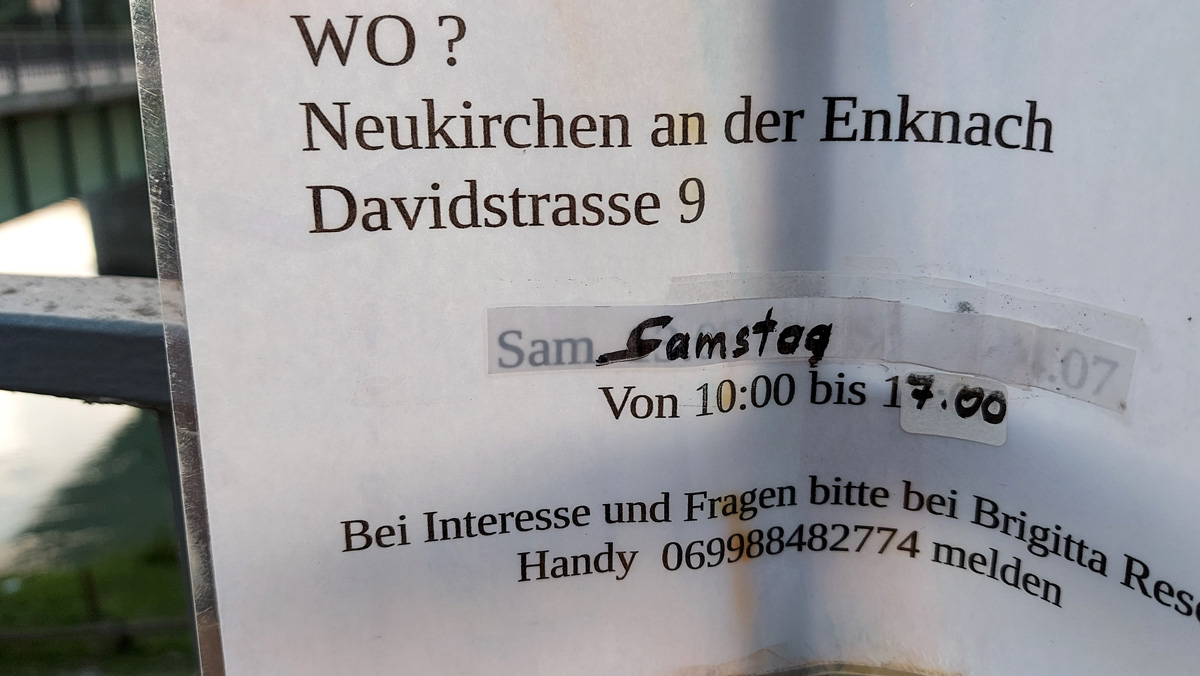 WO ?
Neukirchen an der Enknach
Davidstrasse 9
Sam Samstag .07
Von 10:00 bis 17.00
Bei Interesse und Fragen bitte bei Brigitta Rese
Handy 069988482774 melden